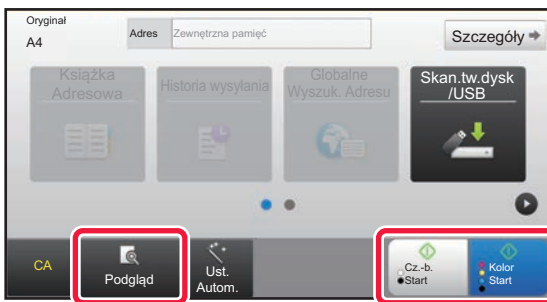 Oryginał
A4
Adres
Zewnętrzna pamięć
Szczegóły
Książka
Adresowa
Historia wysyłania
Globalne
Wyszuk. Adresu
Skan.tw.dysk
/USB
CA
Podgląd
Ust.
Autom.
Cz.-b.
Start
Kolor
Start